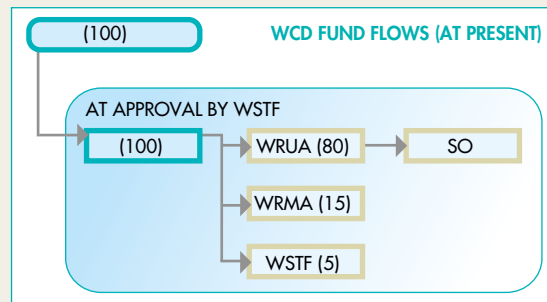 (100)
WCD FUND FLOWS (AT PRESENT)
AT APPROVAL BY WSTF
(100)
WRUA (80)
SO
WRMA (15)
WSTF (5)